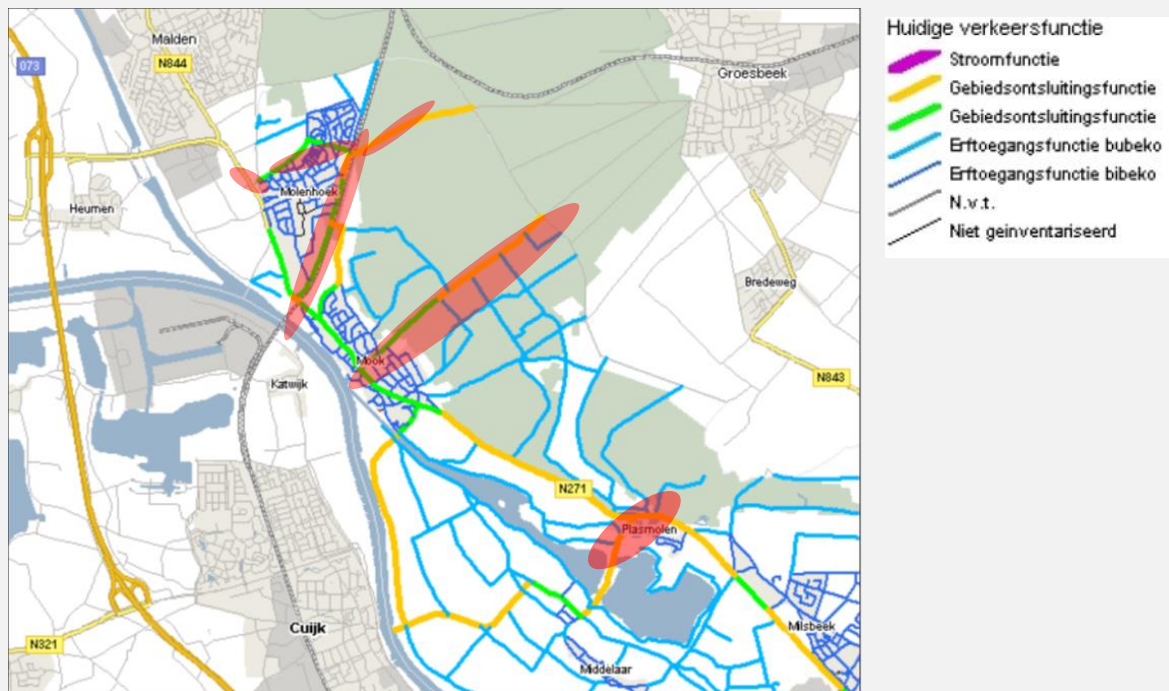 Malden
N844
073
Groesbeek
Molenhoek
Heumen
Bredeweg
Mook
Katwijk
N843
N271
Plasmolen
Cuijk
Milsbeek
N321
Middelaar
Huidige verkeersfunctie
Stroomfunctie
Gebiedsontsluitingsfunctie
Gebiedsontsluitingsfunctie
Erftoegangsfunctie bubeko
Erftoegangsfunctie bibeko
N.v.t.
Niet geinventariseerd